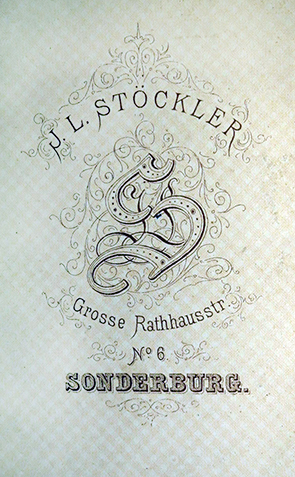 J. L. STÖCKLER
S
Grosse Rathhausstr.
No 6.
SONDERBURG.